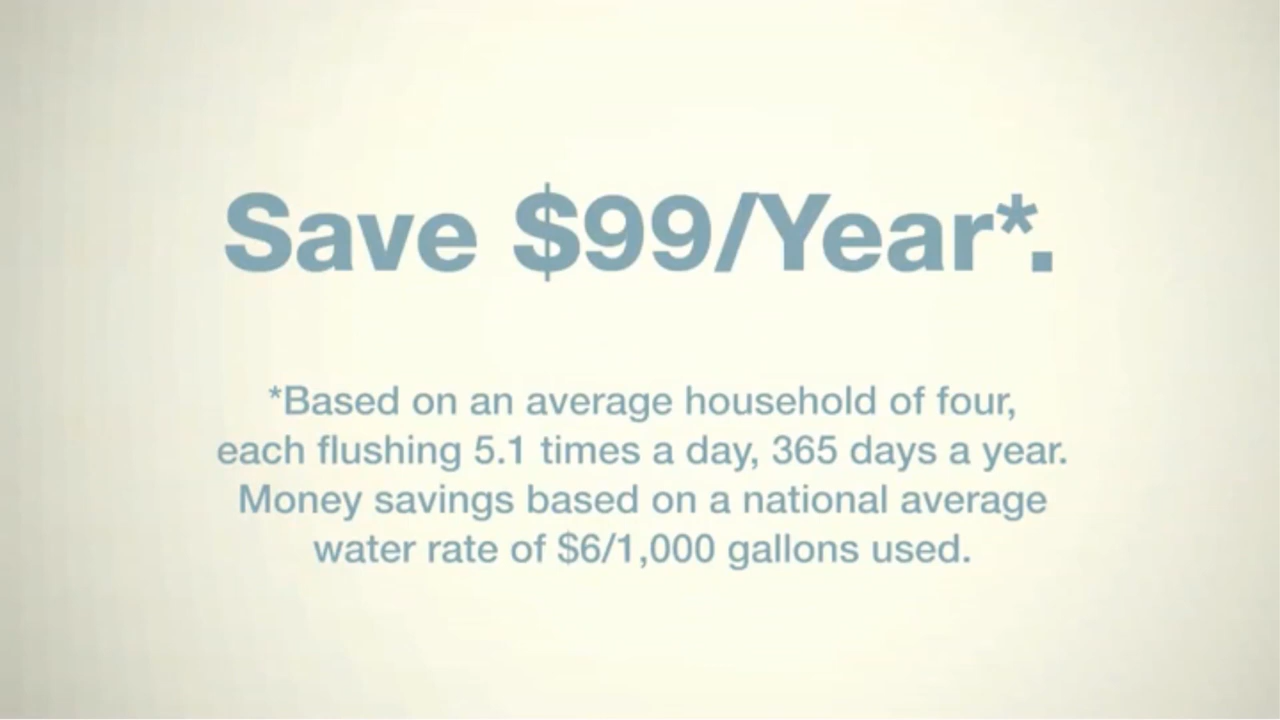 Save $99/Year*.
*Based on an average household of four,
each flushing 5.1 times a day, 365 days a year.
Money savings based on a national average
water rate of $6/1,000 gallons used.